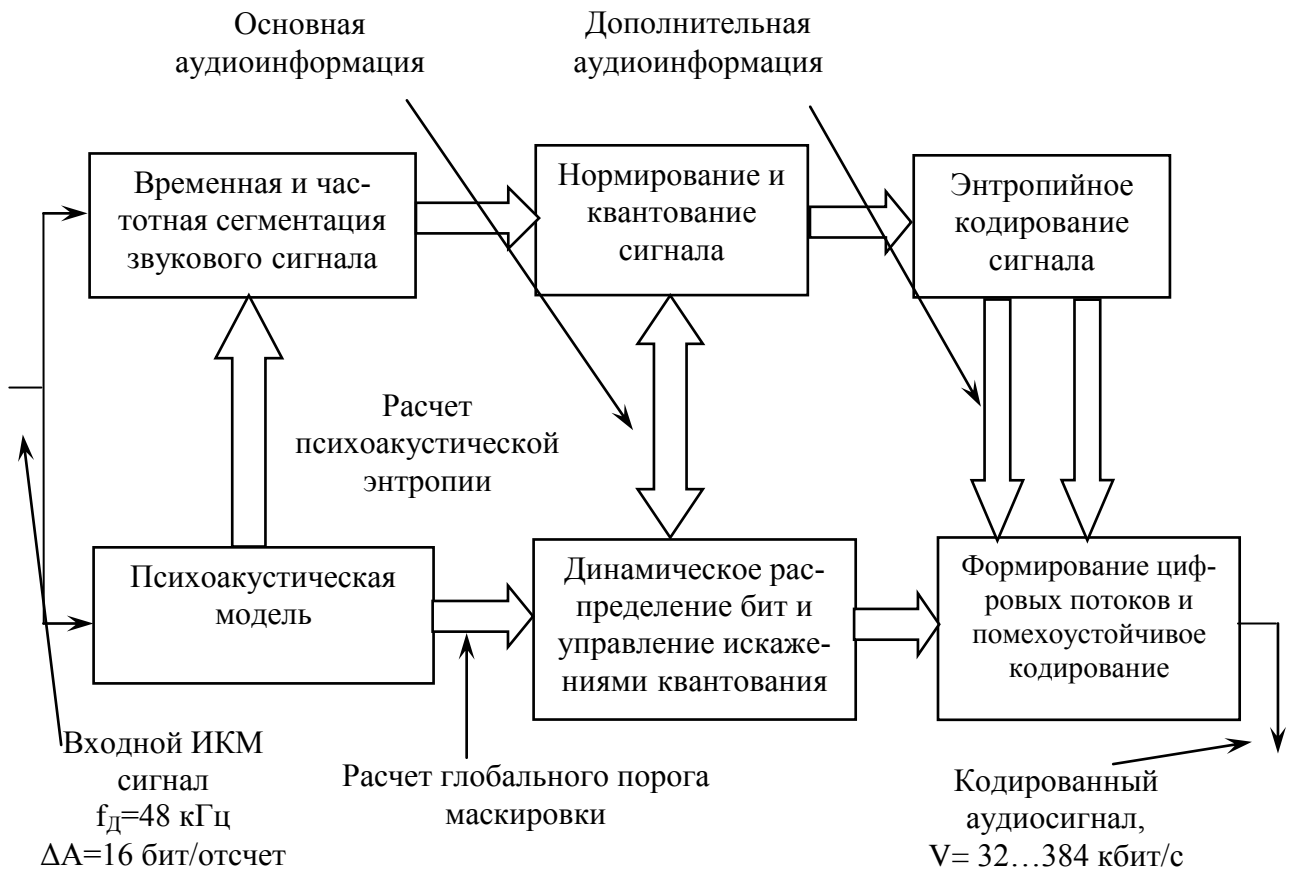 Основная
аудиоинформация
Дополнительная
аудиоинформация
Временная и час-
тотная сегментация
звукового сигнала
Нормирование и
квантование
сигнала
Энтропийное
кодирование
сигнала
Расчет
психоакустической
энтропии
Психоакустическая
модель
Динамическое рас-
пределение бит и
управление искаже-
ниями квантования
Формирование циф-
ровых потоков и
помехоустойчивое
кодирование
Входной ИКМ
сигнал
fД=48 кГц
ΔА=16 бит/отсчет
Расчет глобального порога
маскировки
Кодированный
аудиосигнал,
V= 32…384 кбит/с